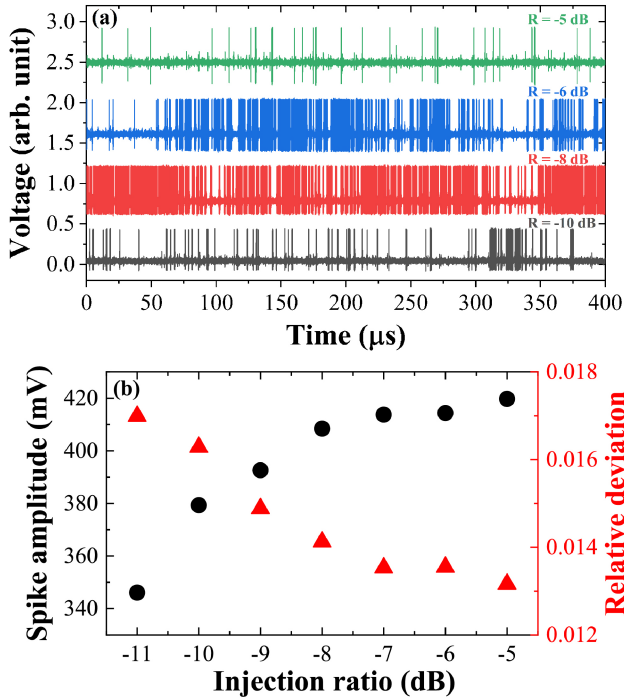 (a)
R = -5 dB
R = -6 dB
R = -8 dB
R = -10 dB
3.0
2.5
2.0
1.5
1.0
0.5
0.0
Voltage (arb. unit)
0 50 100 150 200 250 300 350 400
Time (μs)
(b)
420
400
380
360
340
Spike amplitude (mV)
0.018
0.016
0.014
0.012
Relative deviation
-11 -10 -9 -8 -7 -6 -5
Injection ratio (dB)